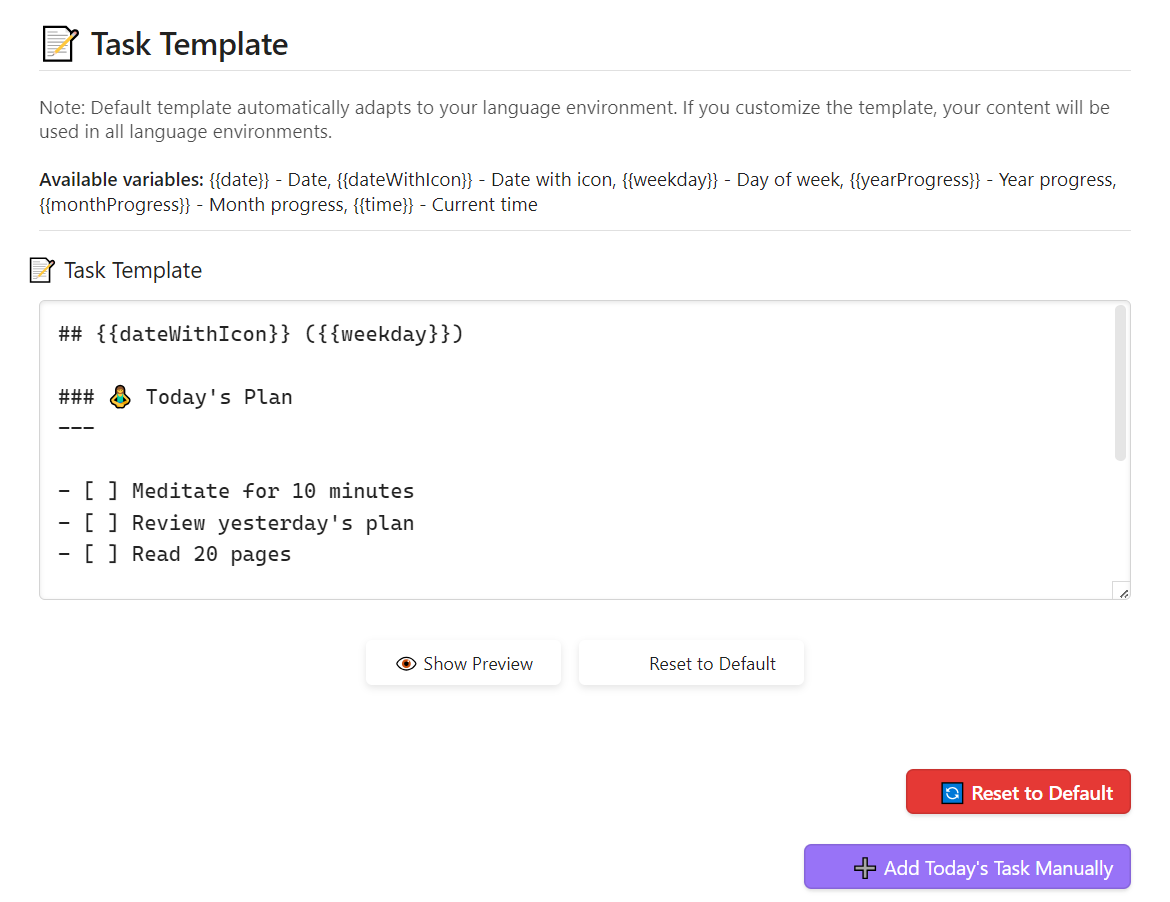 📝 Task Template
Note: Default template automatically adapts to your language environment. If you customize the template, your content will be
used in all language environments.
Available variables: {{date}} - Date, {{dateWithIcon}} - Date with icon, {{weekday}} - Day of week, {{yearProgress}} - Year progress,
{{monthProgress}} - Month progress, {{time}} - Current time
📝 Task Template
## {{dateWithIcon}} ({{weekday}})
### 🧘 Today's Plan
---
- [ ] Meditate for 10 minutes
- [ ] Review yesterday's plan
- [ ] Read 20 pages
👁 Show Preview
Reset to Default
🔄 Reset to Default
➕ Add Today's Task Manually